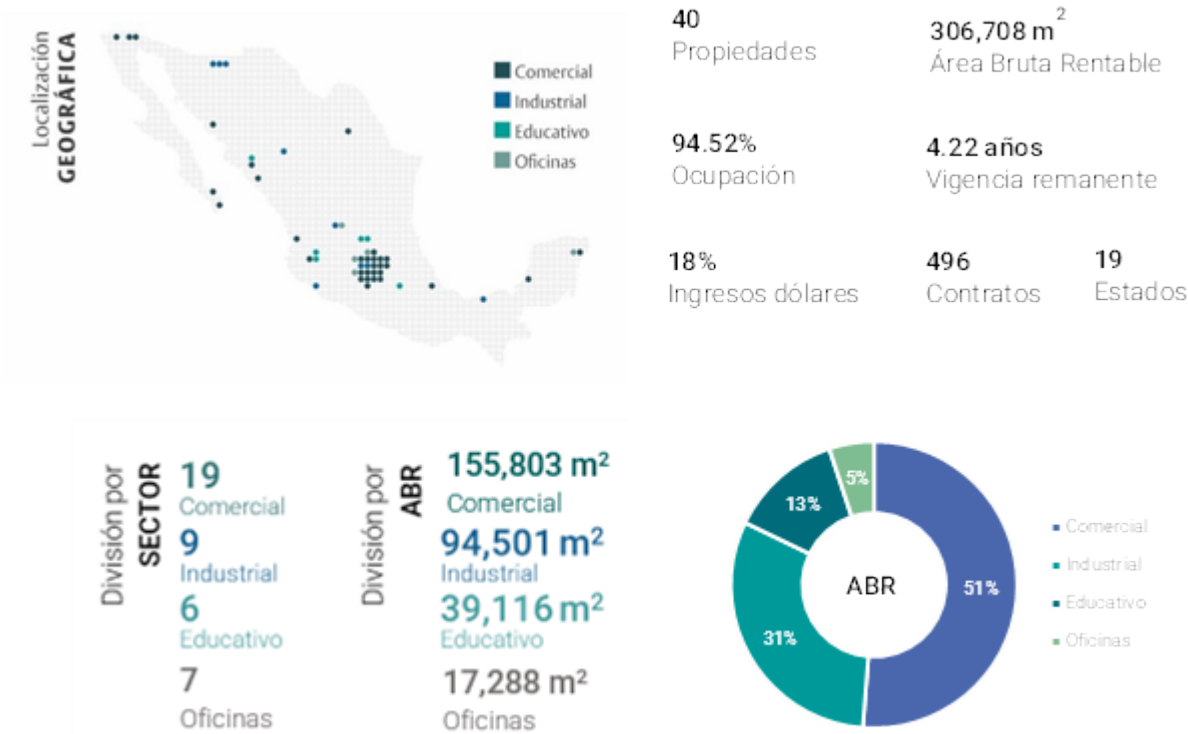 Localización
GEOGRÁFICA
Comercial
Industrial
Educativo
Oficinas
40
Propiedades
306,708 m²
Área Bruta Rentable
94.52%
Ocupación
4.22 años
Vigencia remanente
18%
Ingresos dólares
496
Contratos
19
Estados
División por
SECTOR
19
Comercial
9
Industrial
6
Educativo
7
Oficinas
División por
ABR
155,803 m²
Comercial
94,501 m²
Industrial
39,116 m²
Educativo
17,288 m²
Oficinas
5%
13%
51%
31%
ABR
Comercial
Industrial
Educativo
Oficinas